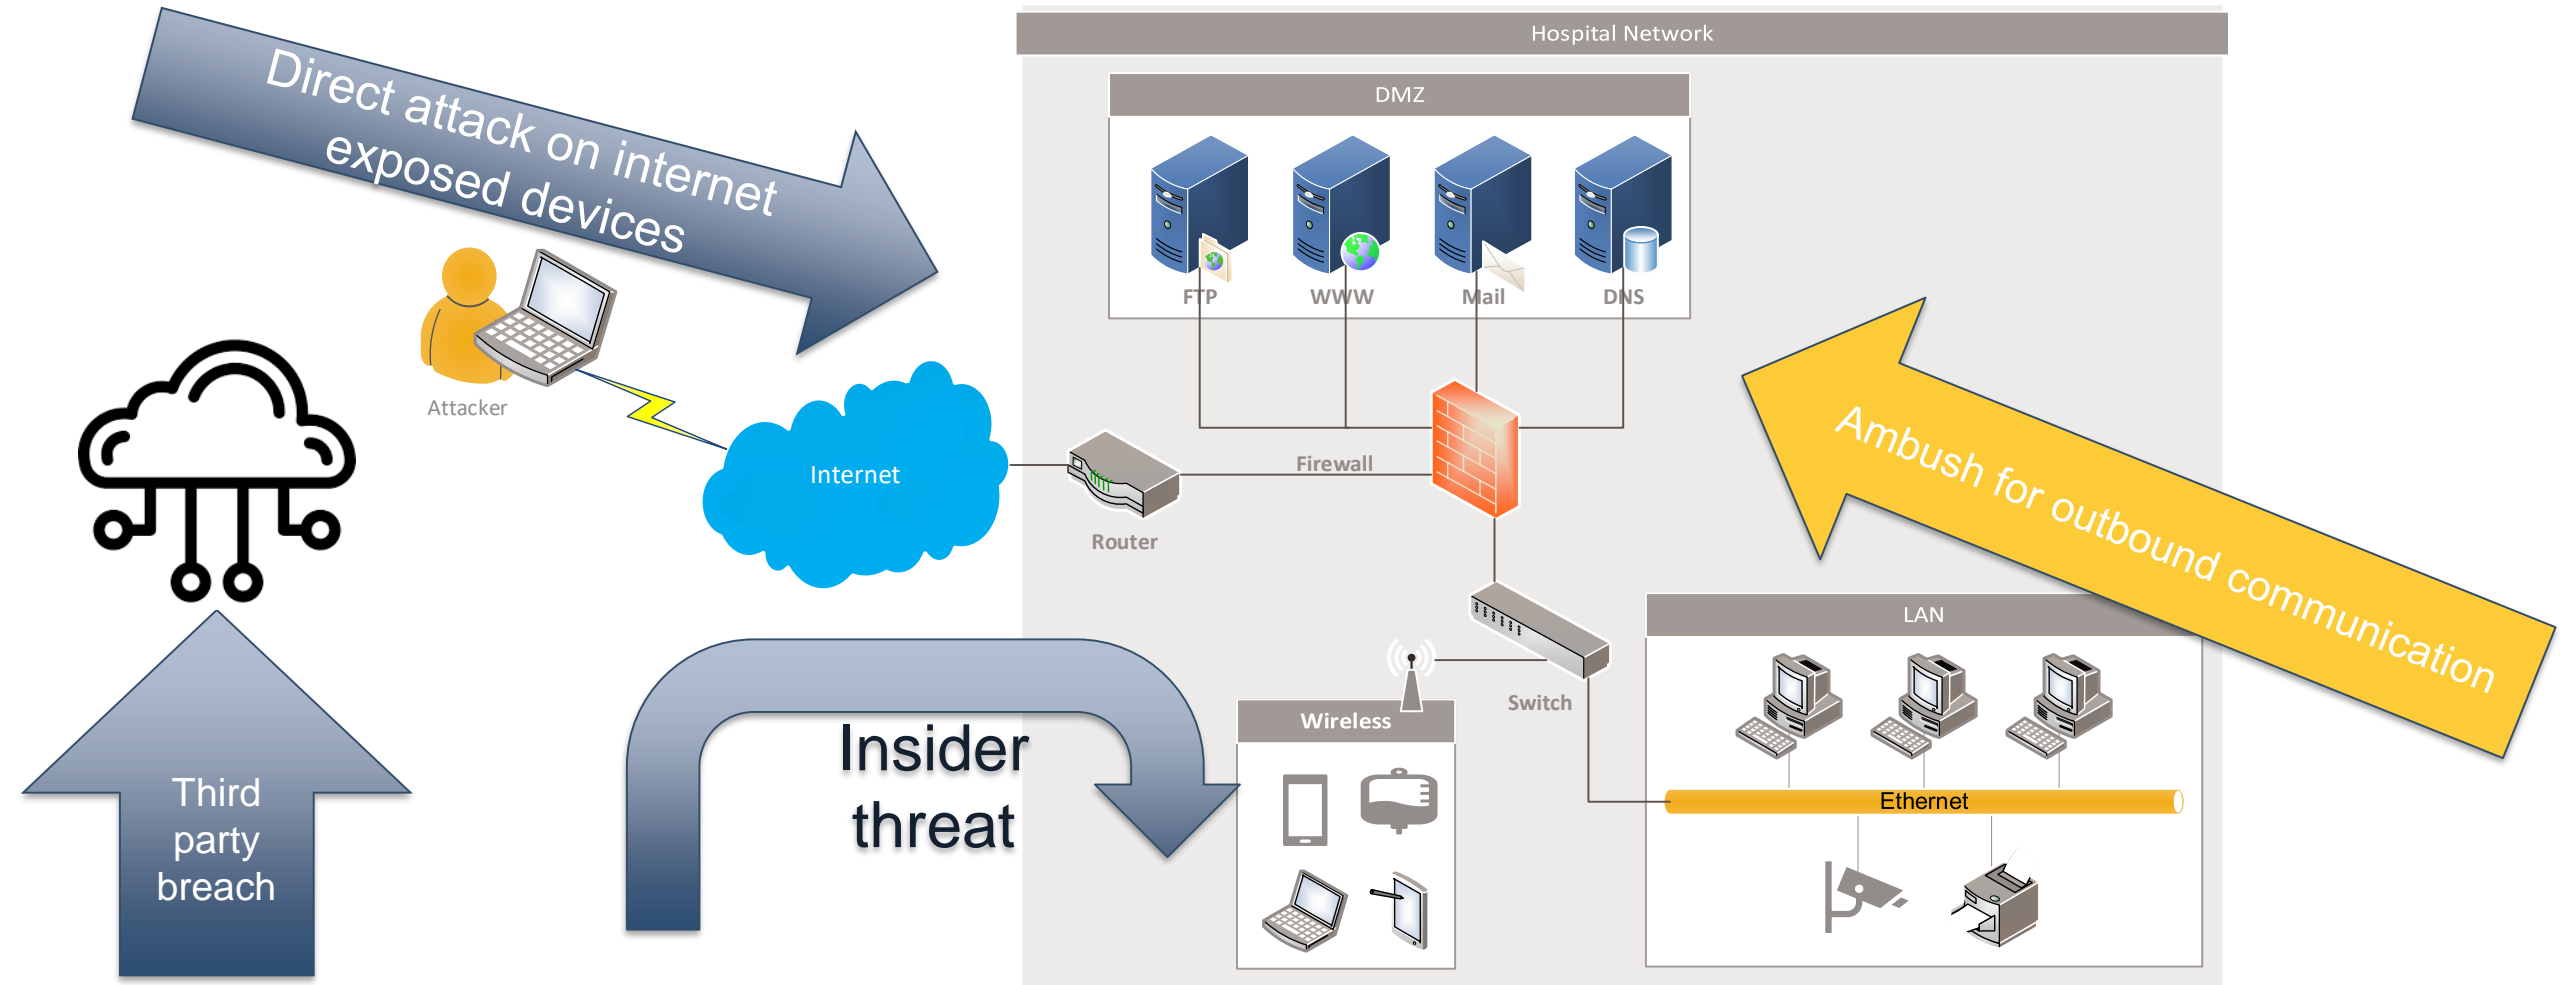 Direct attack on internet
exposed devices
Hospital Network
DMZ
FTP
WWW
Mail
DNS
Attacker
Internet
Firewall
Router
Ambush for outbound communication
LAN
Switch
Wireless
Insider
threat
Ethernet
Third
party
breach